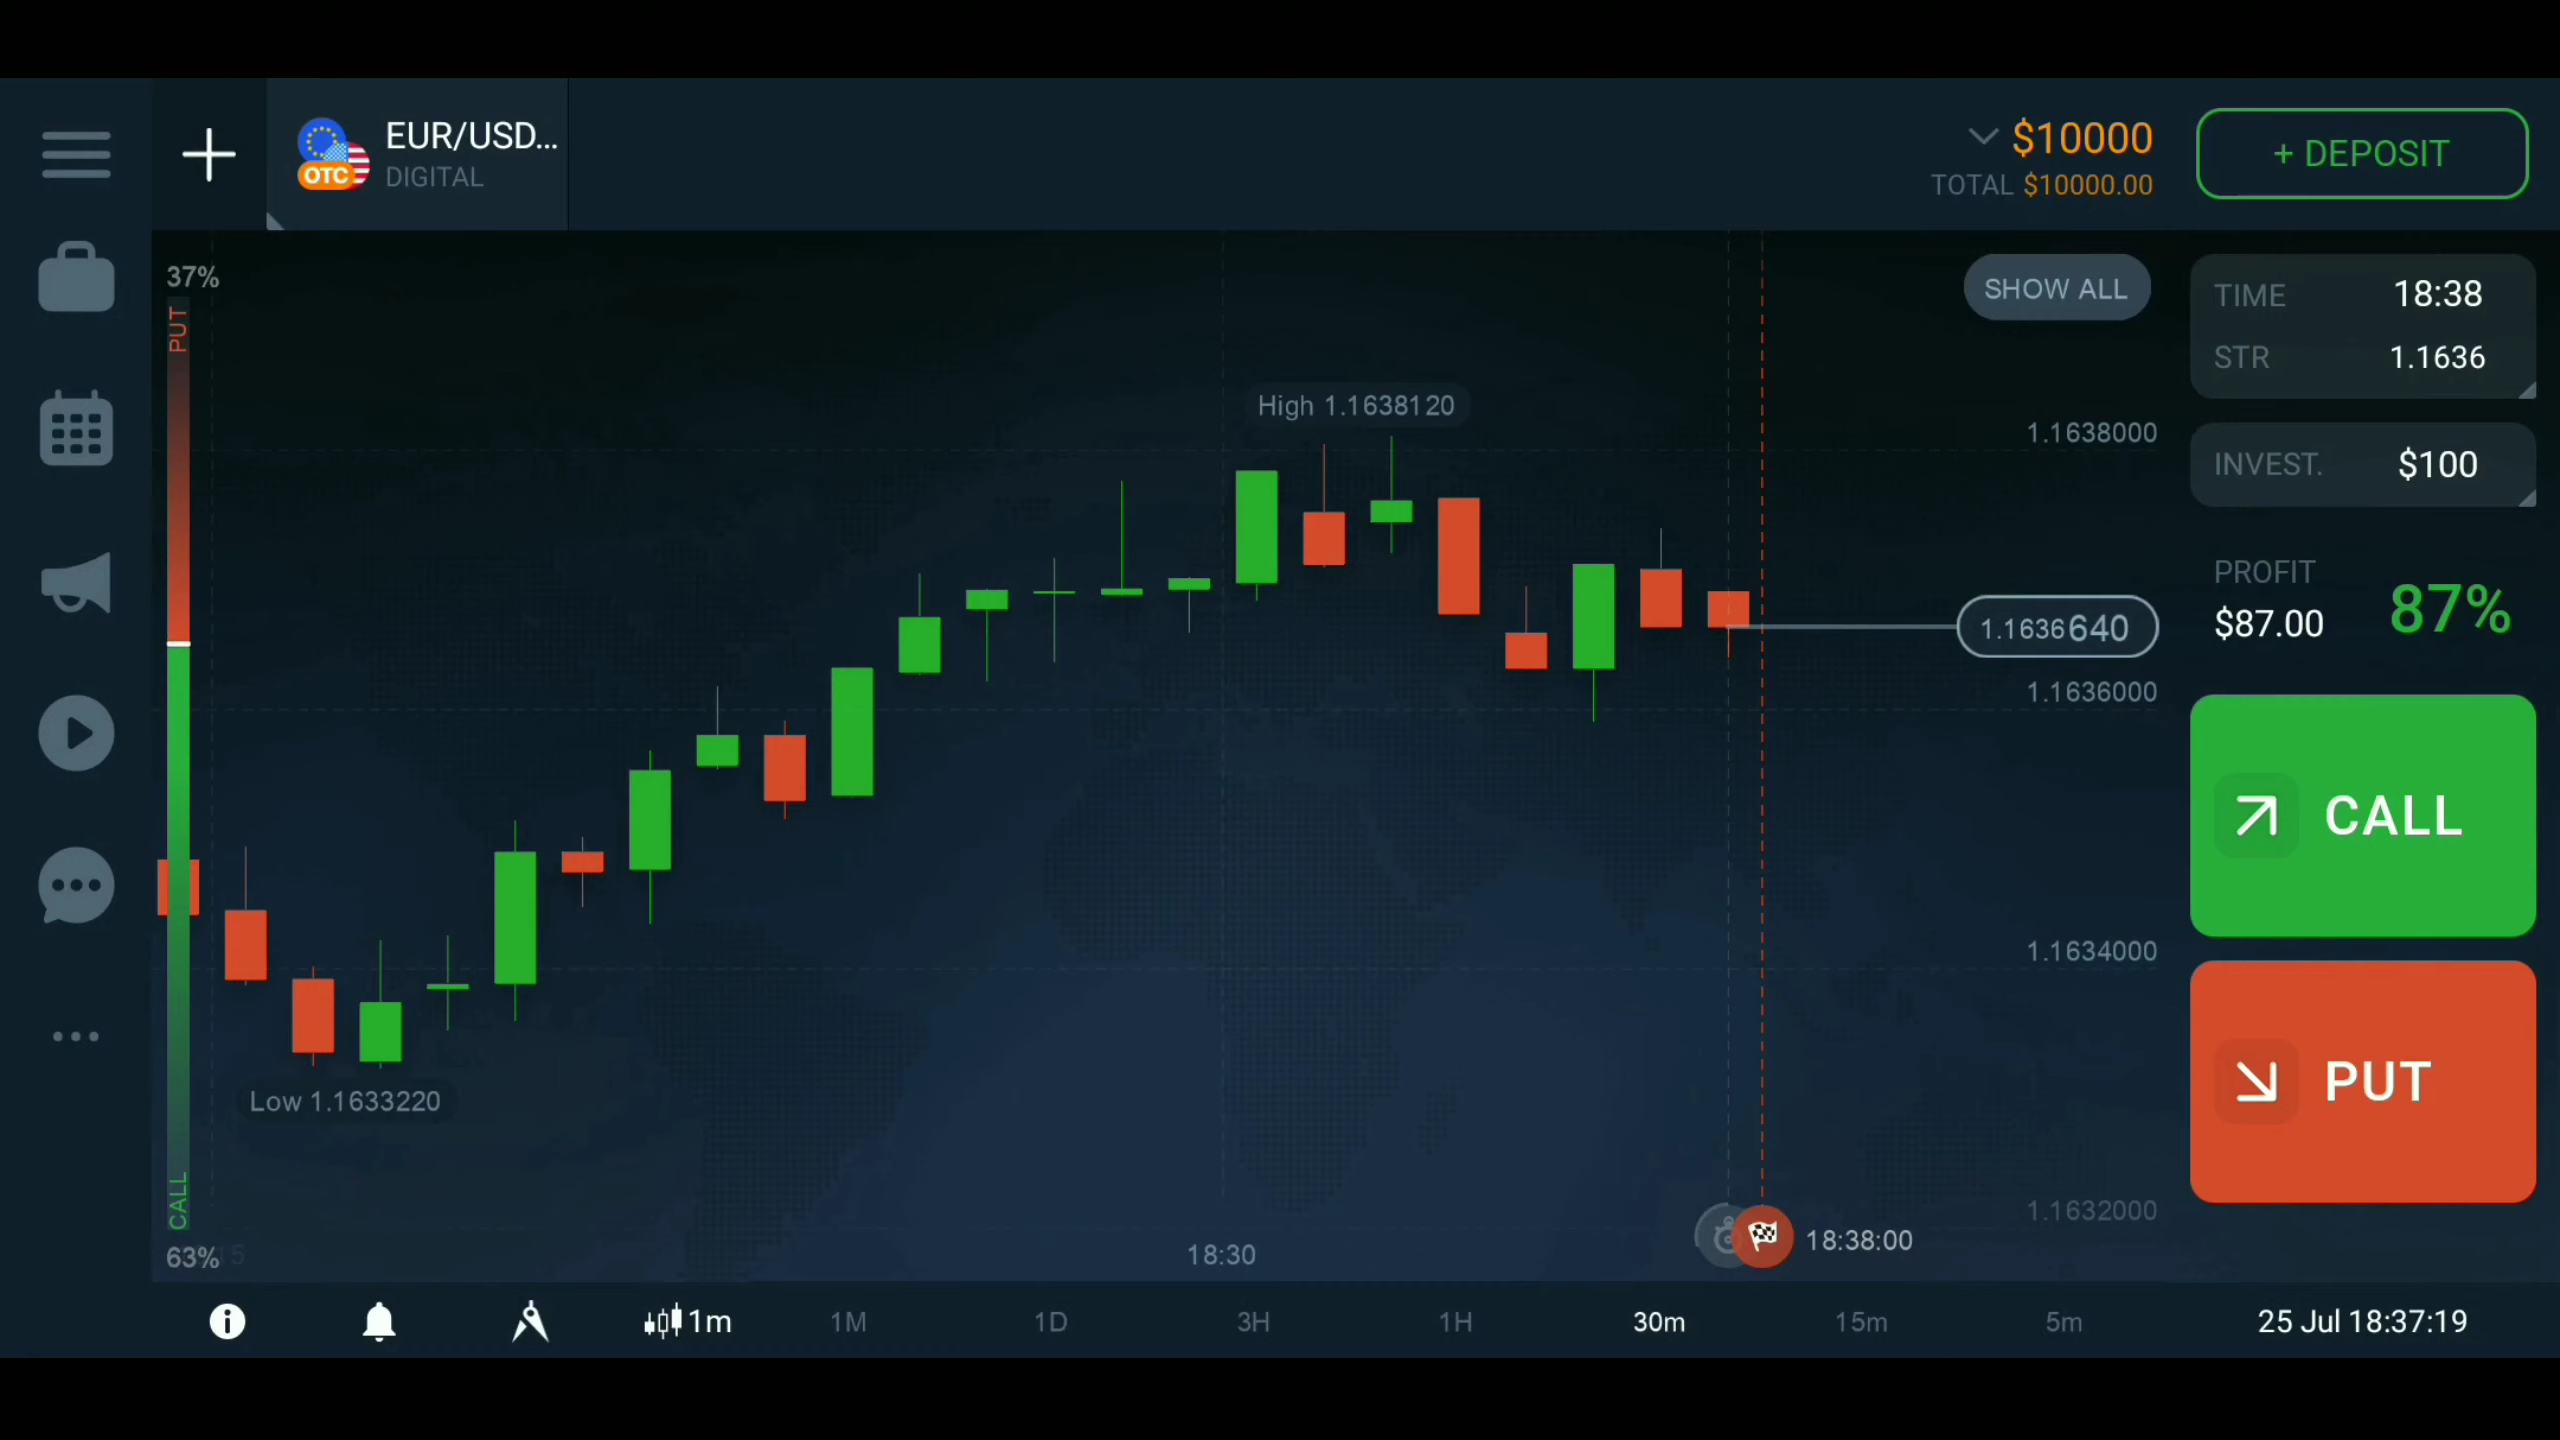 EUR/USD...
OTC
DIGITAL
$10000
TOTAL $10000.00
+ DEPOSIT
37%
PUT
SHOW ALL
TIME 18:38
STR 1.1636
High 1.1638120
1.1638000
INVEST. $100
PROFIT
$87.00
87%
1.1636640
1.1636000
CALL
1.1634000
PUT
Low 1.1633220
CALL
1.1632000
63%
18:30
18:38:00
1m
1M
1D
3H
1H
30m
15m
5m
25 Jul 18:37:19